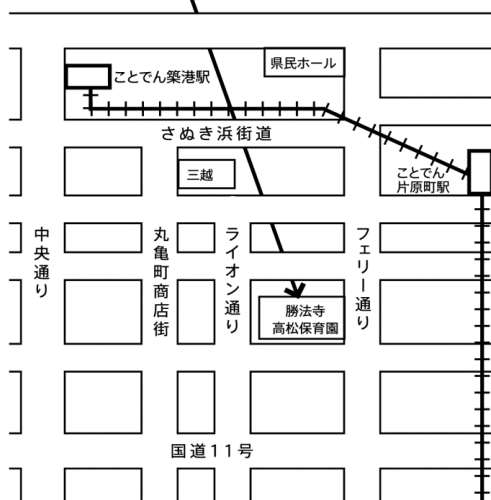 県民ホール
ことでん築港駅
さぬき浜街道
三越
ことでん
片原町駅
中央通り
丸亀町商店街
ライオン通り
フェリー通り
勝法寺
高松保育園
国道11号